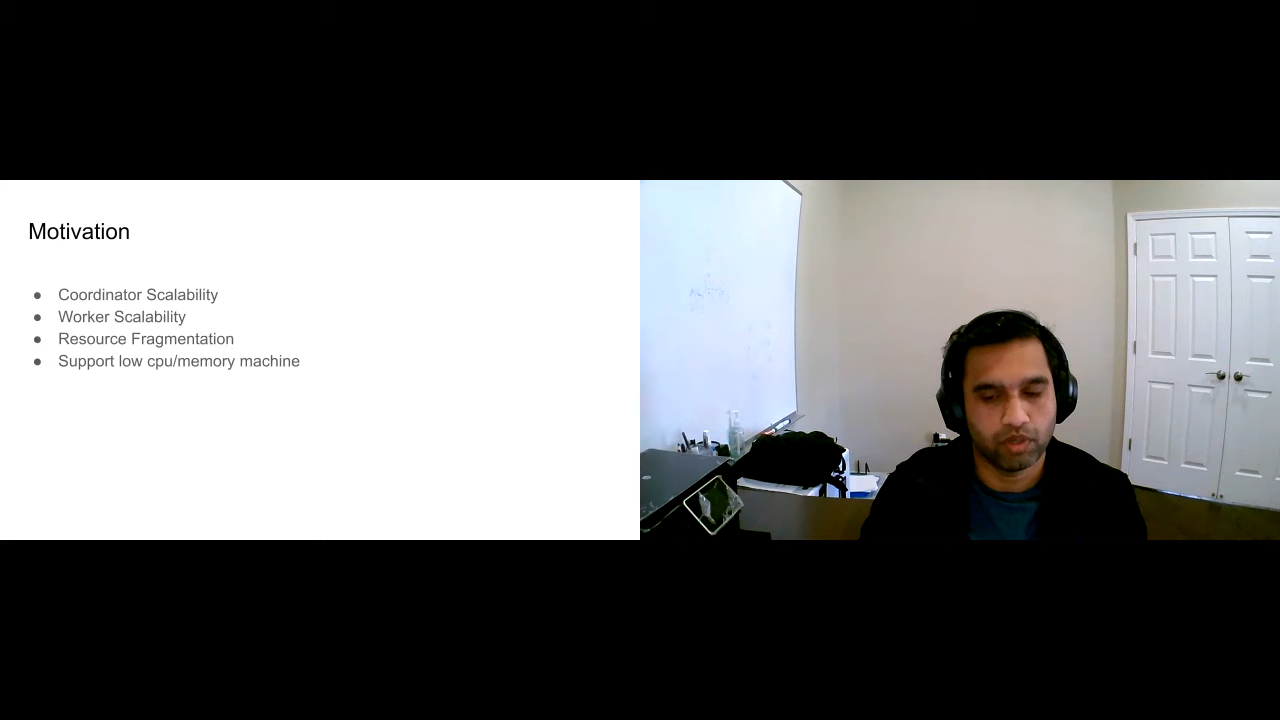 Motivation
● Coordinator Scalability
● Worker Scalability
● Resource Fragmentation
● Support low cpu/memory machine